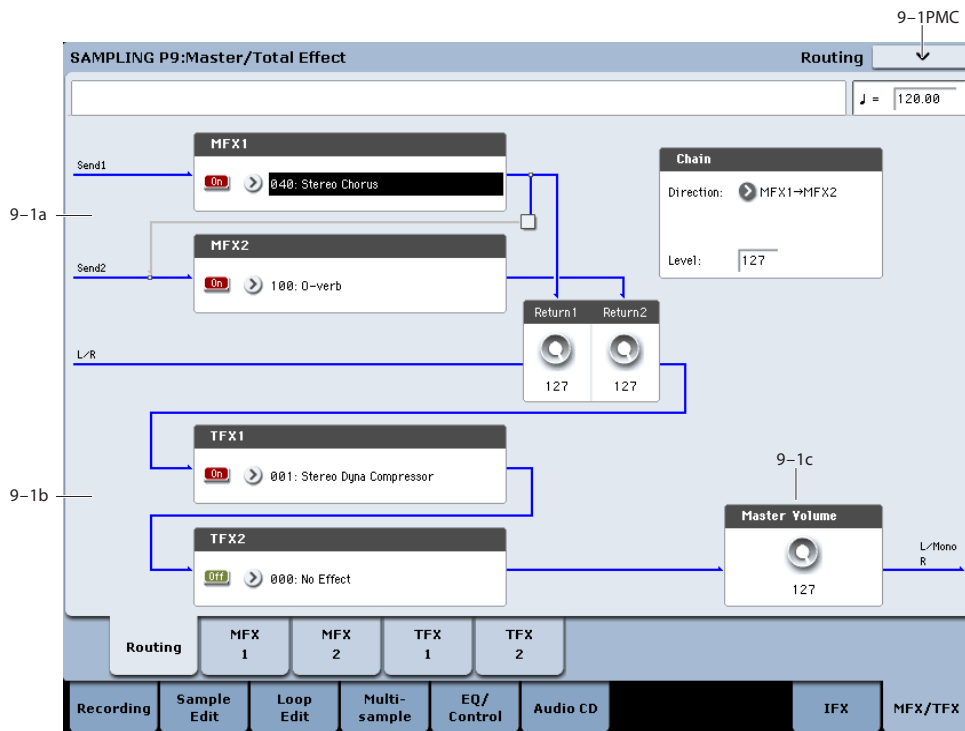 9–1PMC
SAMPLING P9:Master/Total Effect
Routing
♩ = 120.00
MFX1
Send1
On
040: Stereo Chorus
Chain
Direction: MFX1→MFX2
Level: 127
9–1a
MFX2
Send2
On
100: O-verb
Return1 Return2
L/R
127 127
TFX1
On
001: Stereo Dyna Compressor
9–1c
9–1b
Master Volume
TFX2
Off
000: No Effect
127
L/Mono
R
Routing
MFX
1
MFX
2
TFX
1
TFX
2
Recording
Sample
Edit
Loop
Edit
Multi-
sample
EQ/
Control
Audio CD
IFX
MFX/TFX